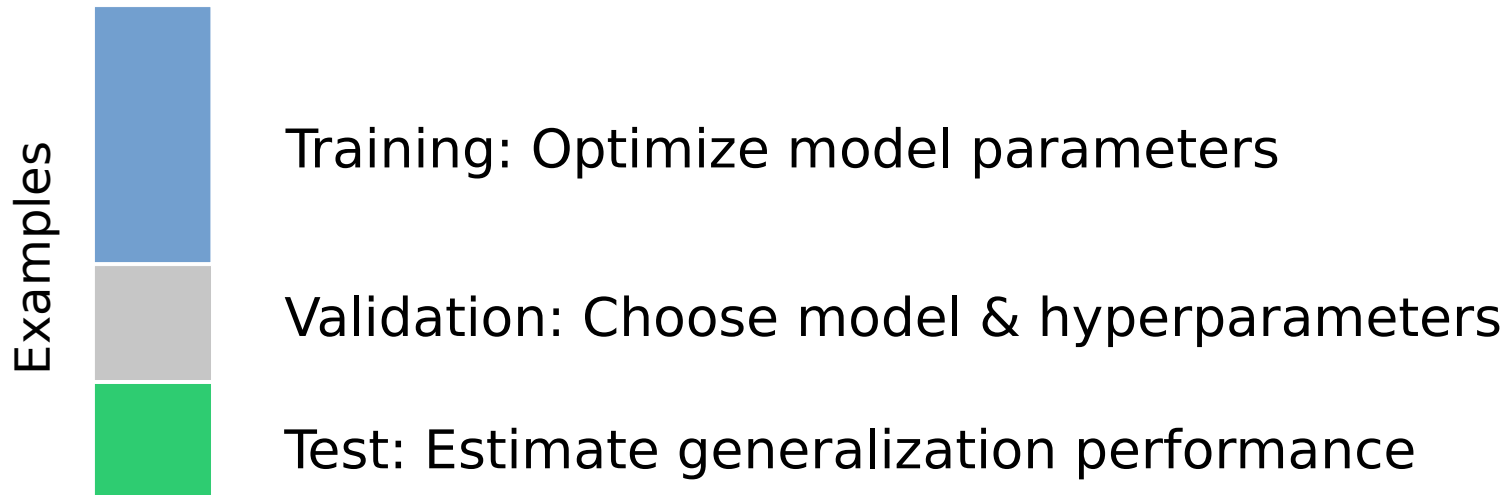 Examples
Training: Optimize model parameters
Validation: Choose model & hyperparameters
Test: Estimate generalization performance